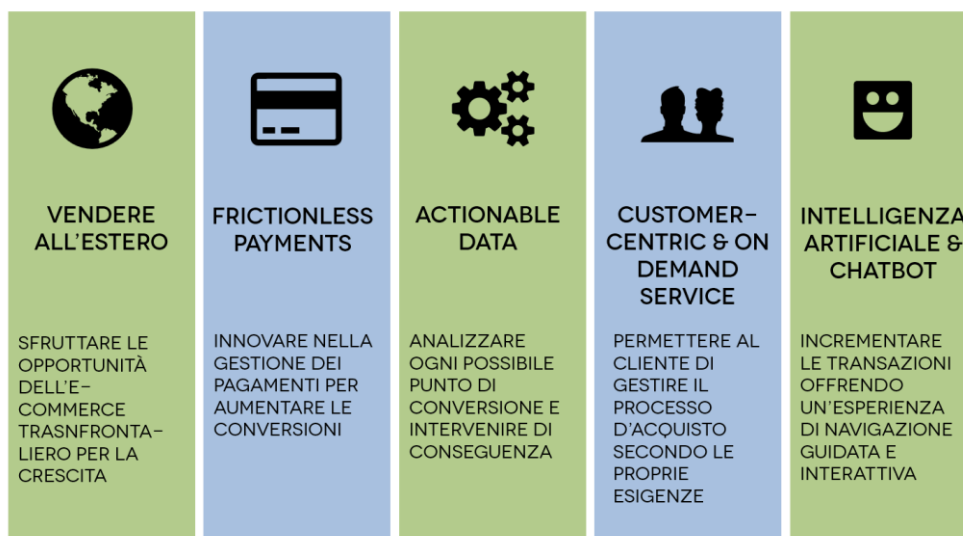 VENDERE
ALL'ESTERO
SFRUTTARE LE
OPPORTUNITÀ
DELL'E-
COMMERCE
TRASNFRONTA-
LIERO PER LA
CRESCITA
FRICTIONLESS
PAYMENTS
INNOVARE NELLA
GESTIONE DEI
PAGAMENTI PER
AUMENTARE LE
CONVERSIONI
ACTIONABLE
DATA
ANALIZZARE
OGNI POSSIBILE
PUNTO DI
CONVERSIONE E
INTERVENIRE DI
CONSEGUENZA
CUSTOMER-
CENTRIC & ON
DEMAND
SERVICE
PERMETTERE AL
CLIENTE DI
GESTIRE IL
PROCESSO
D'ACQUISTO
SECONDO LE
PROPRIE
ESIGENZE
INTELLIGENZA
ARTIFICIALE &
CHATBOT
INCREMENTARE
LE TRANSAZIONI
OFFRENDO
UN'ESPERIENZA
DI NAVIGAZIONE
GUIDATA E
INTERATTIVA